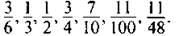 3/6, 1/3, 1/2, 3/4, 7/10, 11/100, 11/48.